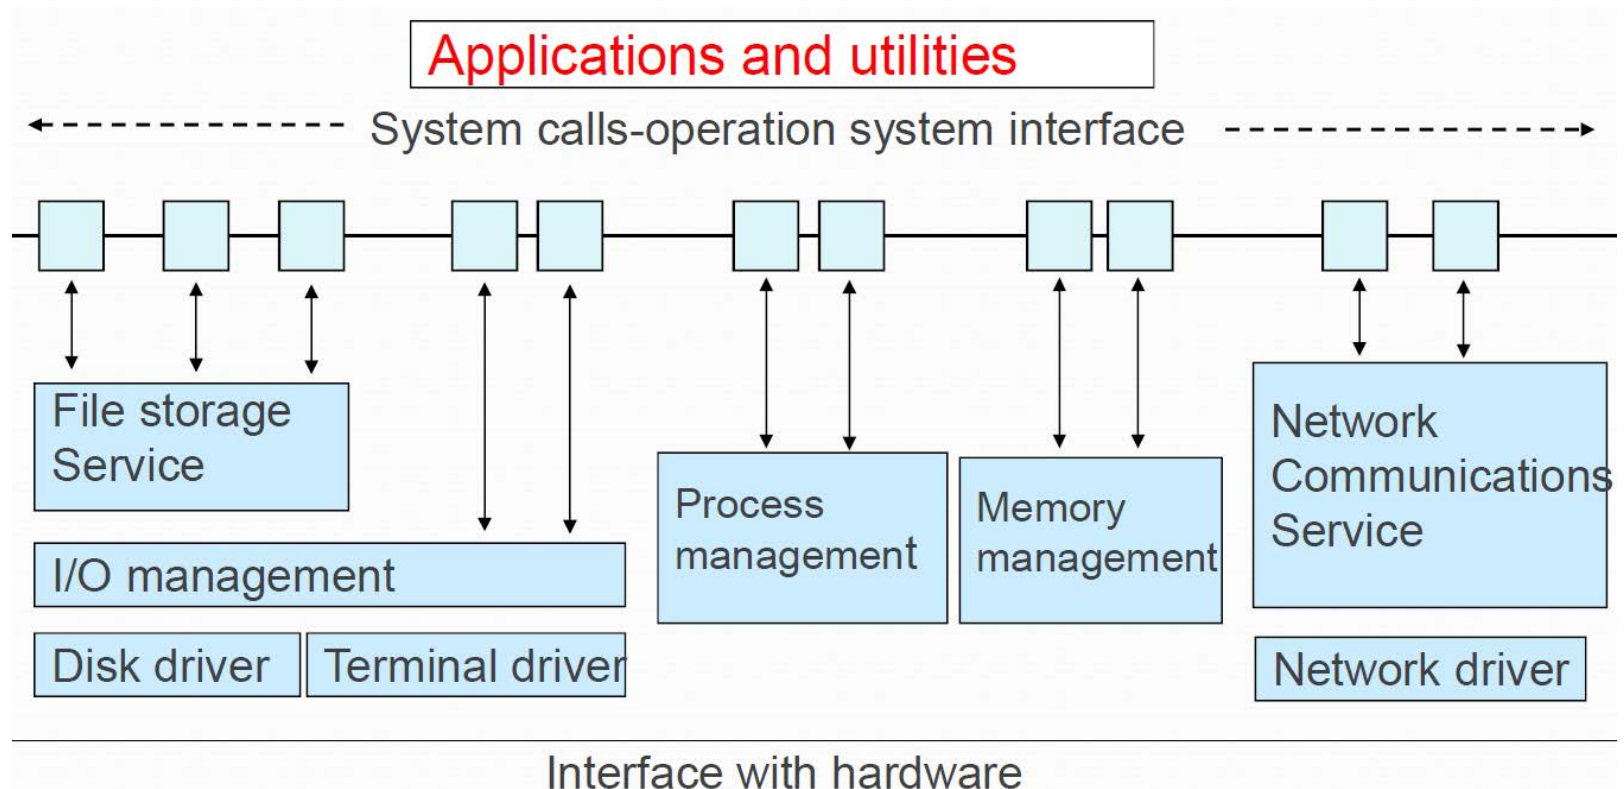 Applications and utilities
System calls-operation system interface
File storage
Service
I/O management
Disk driver
Terminal driver
Process
management
Memory
management
Network
Communications
Service
Network driver
Interface with hardware